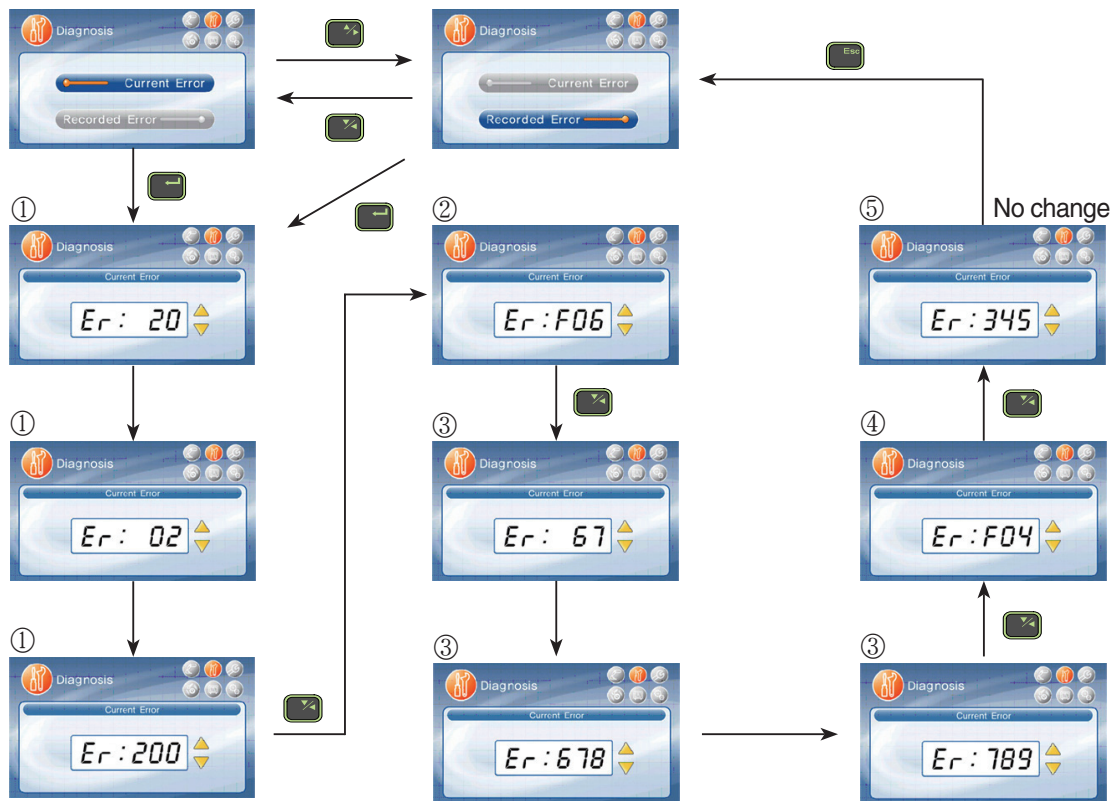 Diagnosis
Current Error
Recorded Error
Diagnosis
Current Error
Recorded Error
Esc
①
Diagnosis
Current Error
Er: 20
②
Diagnosis
Current Error
Er:F06
⑤
No change
Diagnosis
Current Error
Er:345
①
Diagnosis
Current Error
Er: 02
③
Diagnosis
Current Error
Er: 67
④
Diagnosis
Current Error
Er:F04
①
Diagnosis
Current Error
Er:200
③
Diagnosis
Current Error
Er:678
③
Diagnosis
Current Error
Er:789